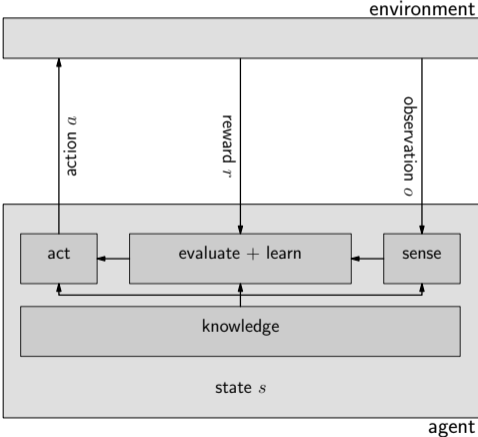 environment
action a
reward r
observation o
act
evaluate + learn
sense
knowledge
state s
agent